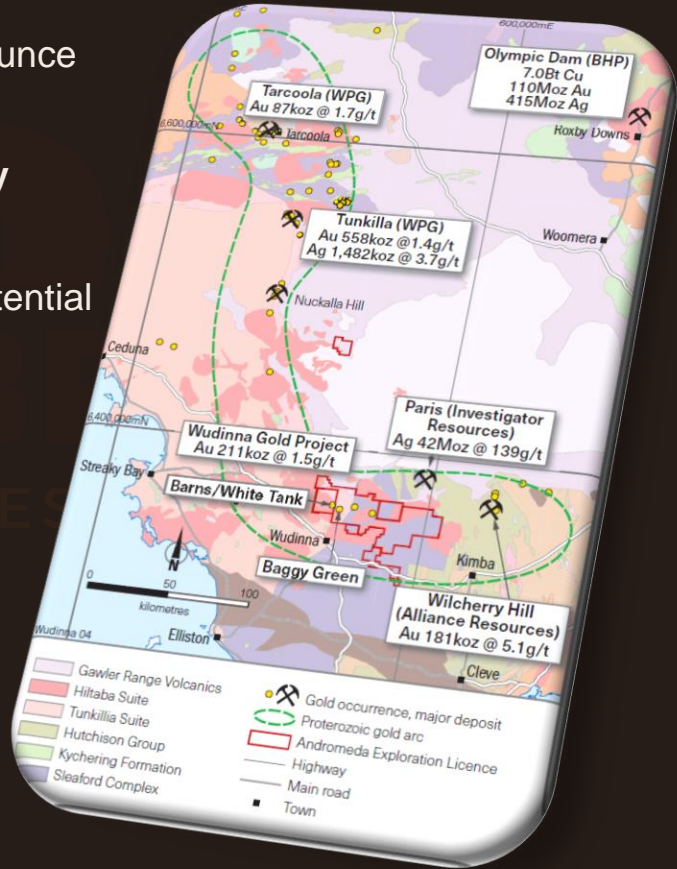 ounce
y
tential
ES
600,000mE
Olympic Dam (BHP)
7.0Bt Cu
110Moz Au
415Moz Ag
Roxby Downs
Tarcoola (WPG)
Au 87koz @ 1.7g/t
6,600,000mN
Tarcoola
Woomera
Tunkilla (WPG)
Au 558koz @1.4g/t
Ag 1,482koz @ 3.7g/t
Nuckalla Hill
Ceduna
6,400,000mN
Paris (Investigator
Resources)
Ag 42Moz @ 139g/t
Wudinna Gold Project
Au 211koz @ 1.5g/t
Streaky Bay
Barns/White Tank
Wudinna
Baggy Green
Kimba
N
0 50 100
kilometres
Wilcherry Hill
(Alliance Resources)
Au 181koz @ 5.1g/t
Elliston
Wudinna 04
Cleve
Gawler Range Volcanics
Hiltaba Suite
Tunkillia Suite
Hutchison Group
Kychering Formation
Sleaford Complex
Gold occurrence, major deposit
Proterozoic gold arc
Andromeda Exploration Licence
Highway
Main road
Town